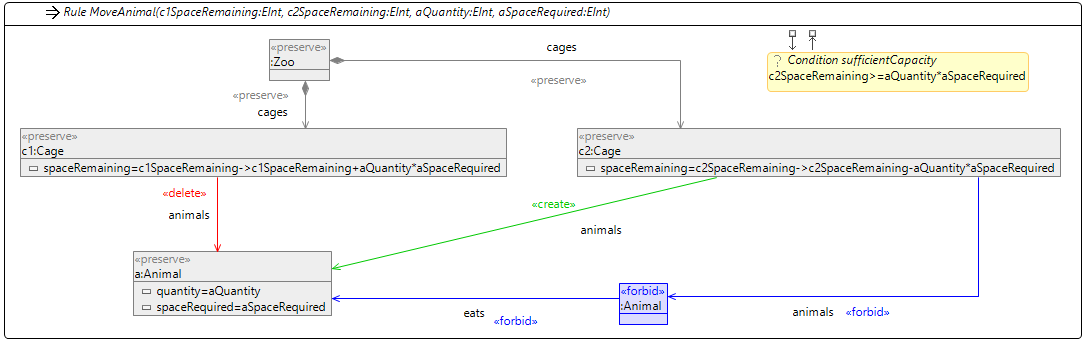 Rule MoveAnimal(c1SpaceRemaining:EInt, c2SpaceRemaining:EInt, aQuantity:EInt, aSpaceRequired:EInt)
«preserve»
:Zoo
cages
? Condition sufficientCapacity
c2SpaceRemaining>=aQuantity*aSpaceRequired
«preserve»
«preserve»
cages
«preserve»
c1:Cage
spaceRemaining=c1SpaceRemaining->c1SpaceRemaining+aQuantity*aSpaceRequired
«preserve»
c2:Cage
spaceRemaining=c2SpaceRemaining->c2SpaceRemaining-aQuantity*aSpaceRequired
«delete»
animals
«create»
animals
«preserve»
a:Animal
quantity=aQuantity
spaceRequired=aSpaceRequired
eats
«forbid»
«forbid»
:Animal
animals «forbid»